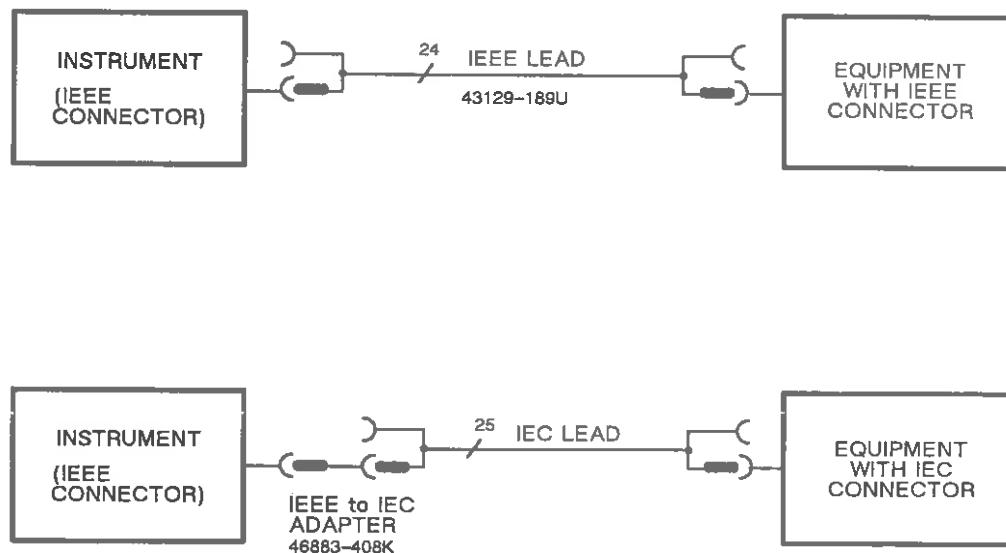 INSTRUMENT
(IEEE
CONNECTOR)
24
IEEE LEAD
43129-189U
EQUIPMENT
WITH IEEE
CONNECTOR
INSTRUMENT
(IEEE
CONNECTOR)
IEEE to IEC
ADAPTER
46883-408K
25
IEC LEAD
EQUIPMENT
WITH IEC
CONNECTOR